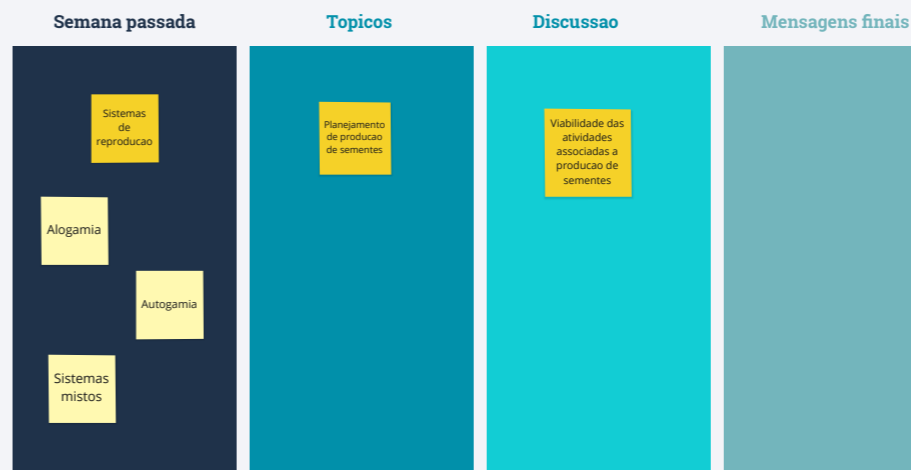 Semana passada
Topicos
Discussao
Mensagens finais
Sistemas
de
reproducao
Alogamia
Autogamia
Sistemas
mistos
Planejamento
de producao
de sementes
Viabilidade das
atividades
associadas a
producao de
sementes